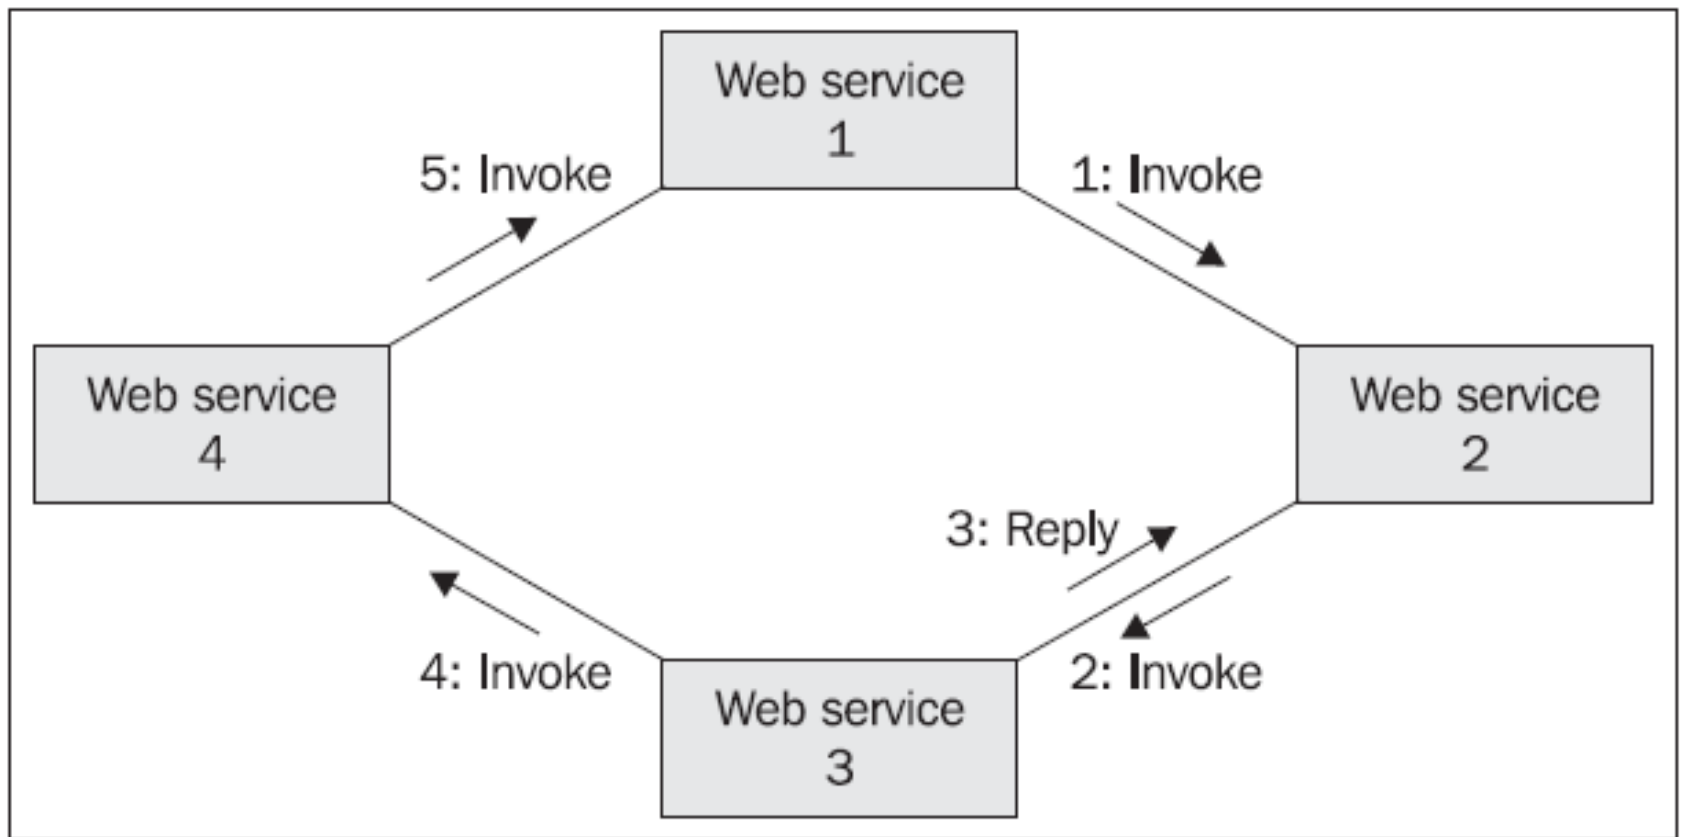 Web service
1
5: Invoke
1: Invoke
Web service
4
Web service
2
3: Reply
4: Invoke
2: Invoke
Web service
3